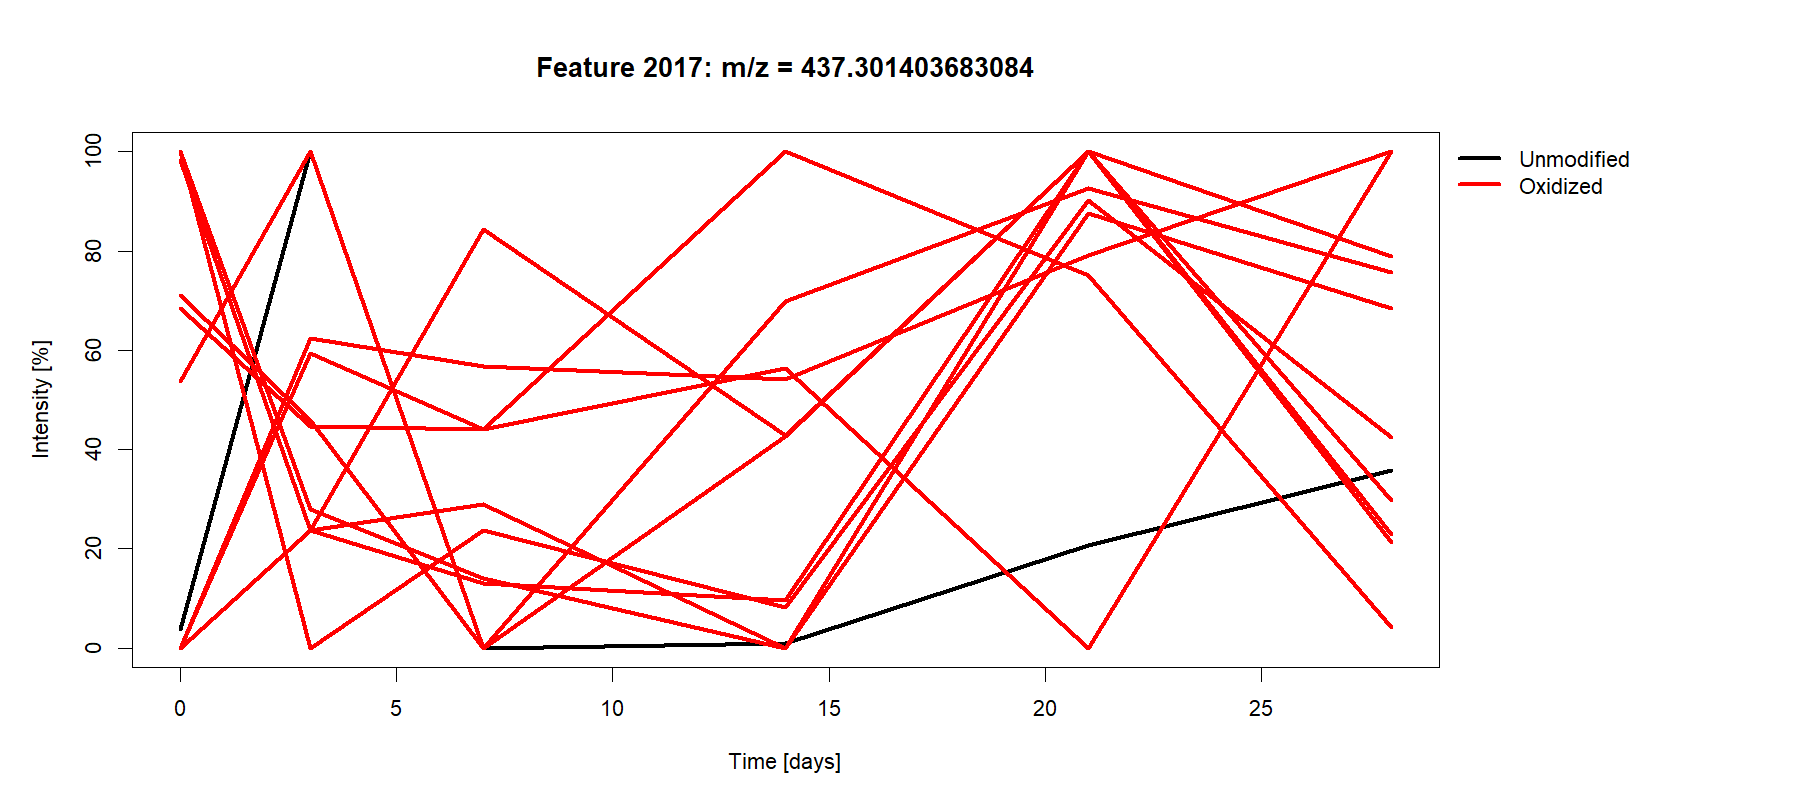 Feature 2017: m/z = 437.301403683084
Unmodified
Oxidized
Intensity [%]
100
80
60
40
20
0
0 5 10 15 20 25
Time [days]